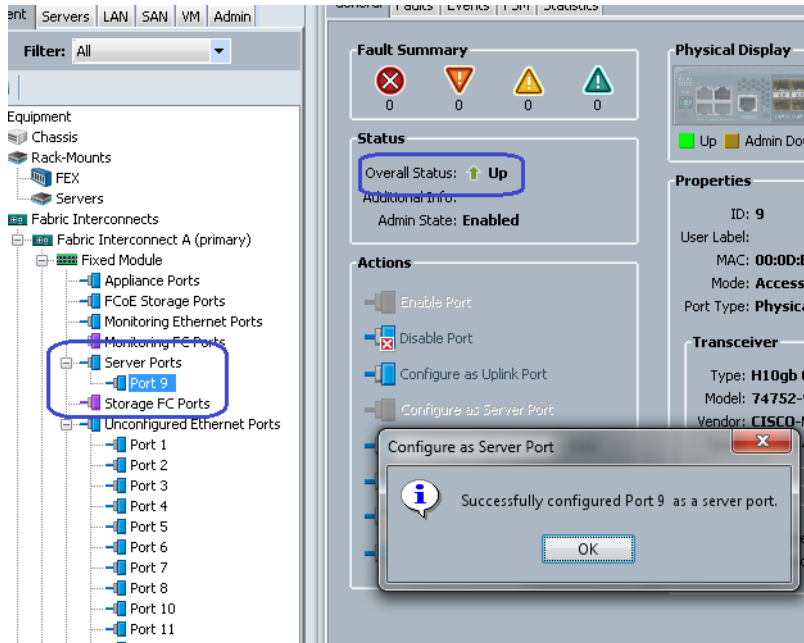 ent Servers LAN SAN VM Admin
Filter: All
Equipment
Chassis
Rack-Mounts
FEX
Servers
Fabric Interconnects
Fabric Interconnect A (primary)
Fixed Module
Appliance Ports
FCoE Storage Ports
Monitoring Ethernet Ports
Monitoring FC Ports
Server Ports
Port 9
Storage FC Ports
Unconfigured Ethernet Ports
Port 1
Port 2
Port 3
Port 4
Port 5
Port 6
Port 7
Port 8
Port 10
Port 11
General Faults Events FSM Statistics
Fault Summary
0 0 0 0
Status
Overall Status: Up
Additional Info:
Admin State: Enabled
Actions
Enable Port
Disable Port
Configure as Uplink Port
Configure as Server Port
Physical Display
Up Admin Do
Properties
ID: 9
User Label:
MAC: 00:0D:E
Mode: Access
Port Type: Physica
Transceiver
Type: H10gb
Model: 74752-
Vendor: CISCO-
Configure as Server Port
Successfully configured Port 9 as a server port.
OK